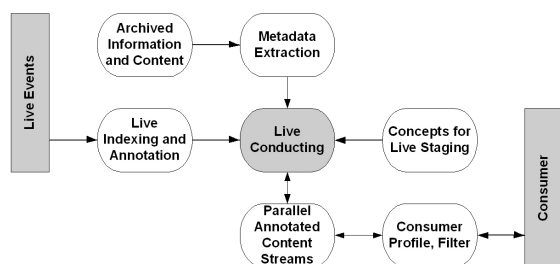 Live Events
Archived
Information
and Content
Metadata
Extraction
Live
Indexing and
Annotation
Live
Conducting
Concepts for
Live Staging
Parallel
Annotated
Content
Streams
Consumer
Profile, Filter
Consumer